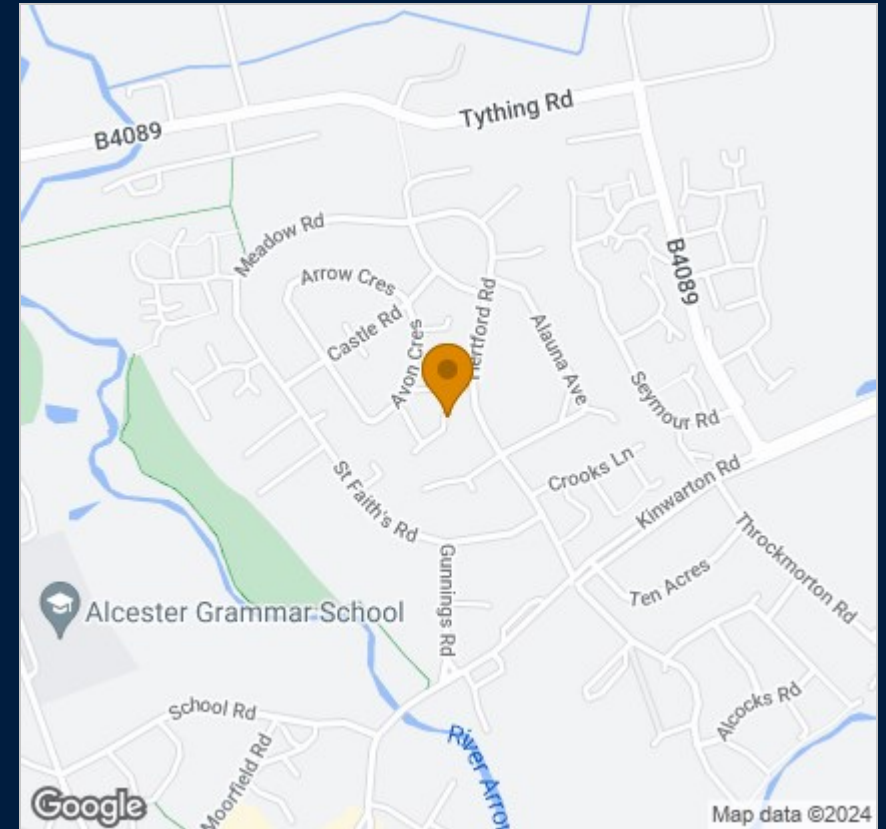 Tything Rd
B4089
Meadow Rd
B4089
Arrow Cres
Castle Rd
Hertford Rd
Avon Cres
Alauna Ave
Seymour Rd
Crooks Ln
Kinwarton Rd
St Faith's Rd
Throckmorton Rd
Gunnings Rd
Ten Acres
Alcester Grammar School
School Rd
Alcocks Rd
Moorfield Rd
River Arrow
Google
Map data ©2024